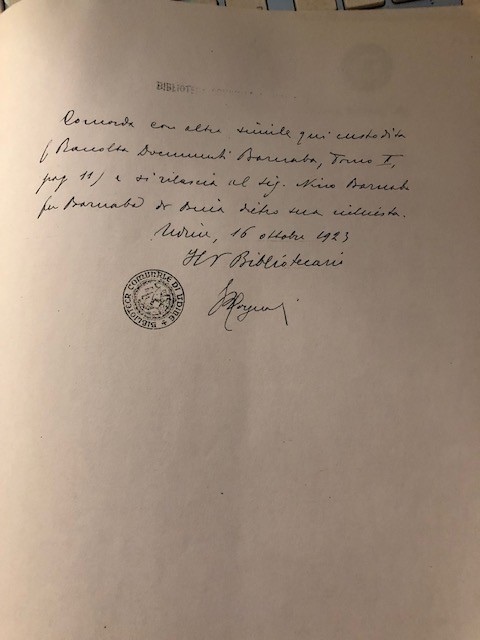 BIBLIOTE
Concorda con altra simile qui custodita
(Raccolta Documenti Barnaba, Tomo I,
pag 11) e si rilascia al sig. Nino Barnaba
fu Barnaba di Buia dietro sua richiesta.
Udine, 16 ottobre 1923
Il V Bibliotecario
BIBLIOTECA COMUNALE DI UDINE